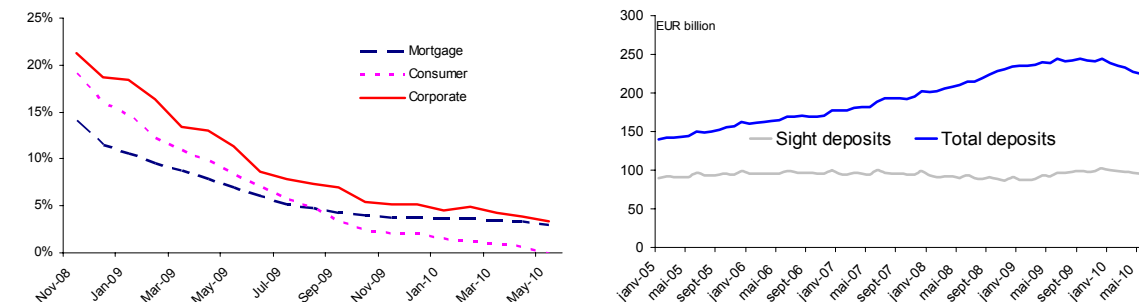 25%
20%
15%
10%
5%
0%
Mortgage
Consumer
Corporate
Nov-08
Jan-09
Mar-09
May-09
Jul-09
Sep-09
Nov-09
Jan-10
Mar-10
May-10
300
250
200
150
100
50
0
EUR billion
Sight deposits
Total deposits
janv-05
mai-05
sept-05
janv-06
mai-06
sept-06
janv-07
mai-07
sept-07
janv-08
mai-08
sept-08
janv-09
mai-09
sept-09
janv-10
mai-10